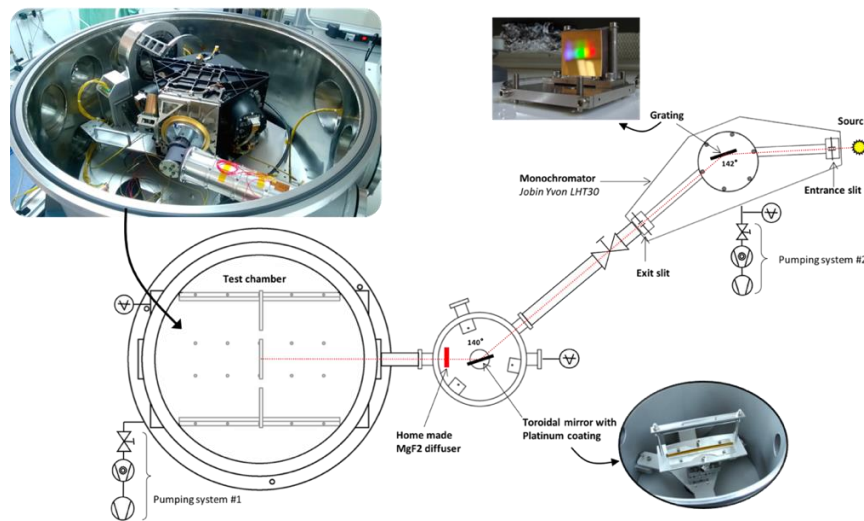 Grating
Sourc
142°
Monochromator
Jobin Yvon LHT30
Entrance slit
Exit slit
Pumping system #2
Test chamber
140°
Home made
MgF2 diffuser
Toroidal mirror with
Platinum coating
Pumping system #1